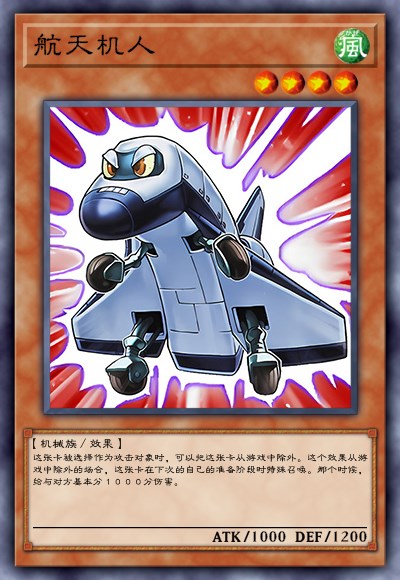 航天机人
風
【机械族／效果】
这张卡被选择作为攻击对象时，可以把这张卡从游戏中除外。这个效果从游
戏中除外的场合，这张卡在下次的自己的准备阶段时特殊召唤。那个时候，
给与对方基本分１０００分伤害。
ATK/1000 DEF/1200